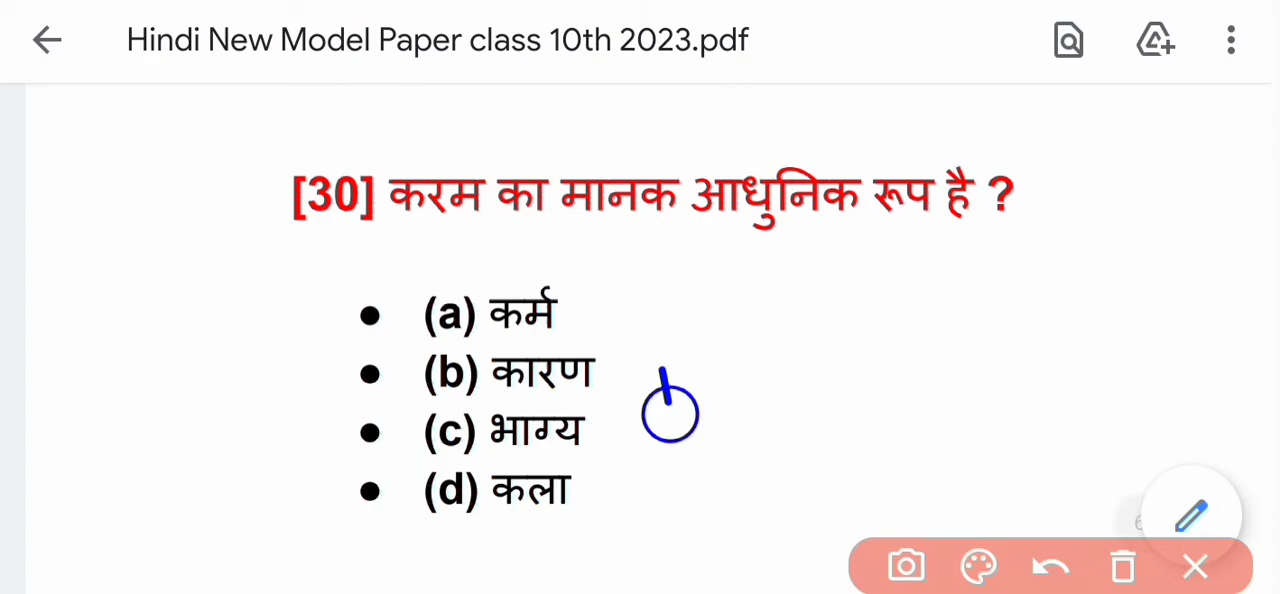 Hindi New Model Paper class 10th 2023.pdf
[30] करम का मानक आधुनिक रूप है ?
(a) कर्म
(b) कारण
(c) भाग्य
(d) कला